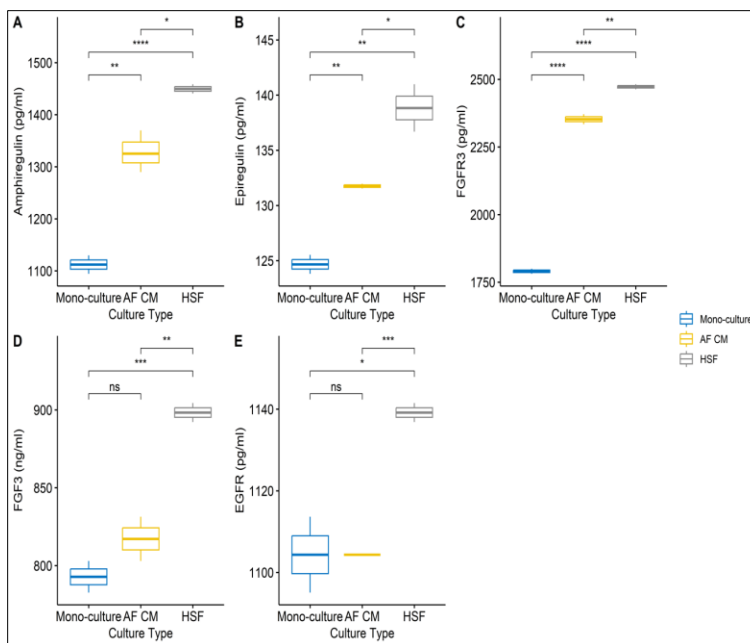 A
*
****
**
1500
1400
1300
1200
1100
Amphiregulin (pg/ml)
Mono-culture AF CM HSF
Culture Type
B
*
**
**
145
140
135
130
125
Epiregulin (pg/ml)
Mono-culture AF CM HSF
Culture Type
C
**
****
****
2500
2250
2000
1750
FGFR3 (pg/ml)
Mono-culture AF CM HSF
Culture Type
D
**
***
ns
900
850
800
FGF3 (ng/ml)
Mono-culture AF CM HSF
Culture Type
E
***
*
ns
1140
1120
1100
EGFR (pg/ml)
Mono-culture AF CM HSF
Culture Type
Mono-culture
AF CM
HSF